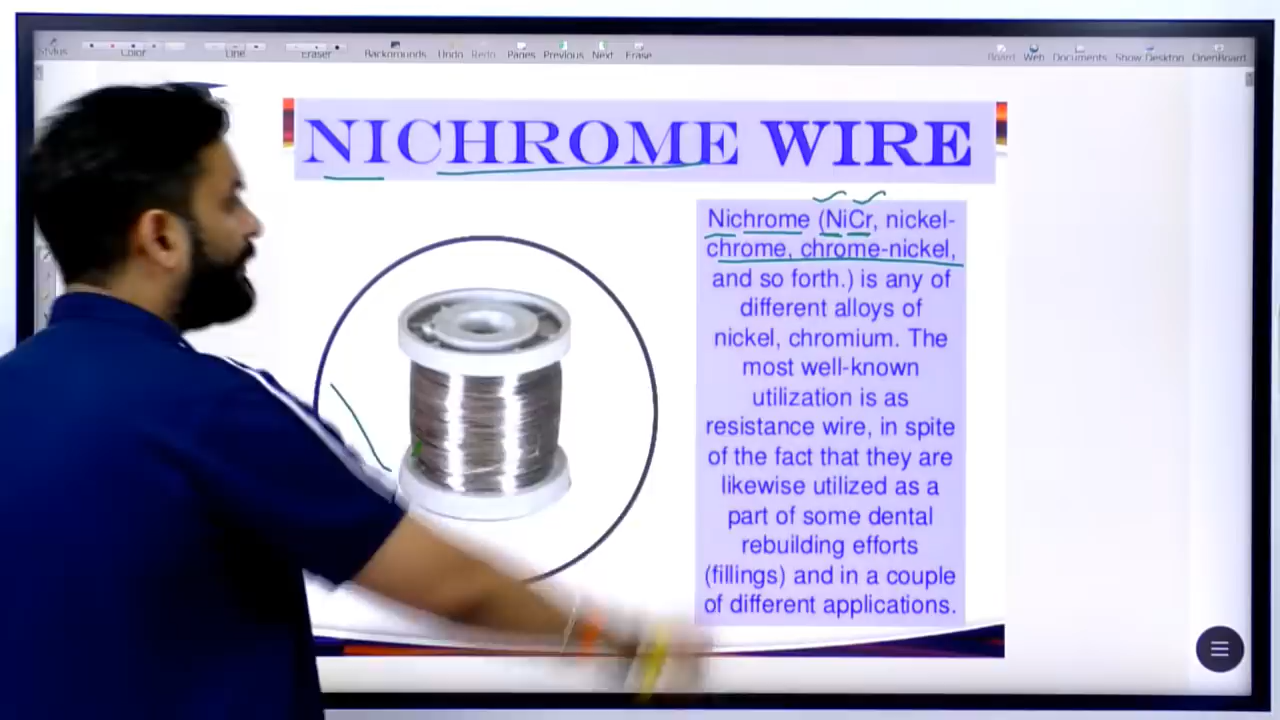 Stylus Color Line Eraser Backgrounds Undo Redo Pages Previous Next Erase Board Web Documents Show Desktop OpenBoard
NICHROME WIRE
Nichrome (NiCr, nickel-
chrome, chrome-nickel,
and so forth.) is any of
different alloys of
nickel, chromium. The
most well-known
utilization is as
resistance wire, in spite
of the fact that they are
likewise utilized as a
part of some dental
rebuilding efforts
(fillings) and in a couple
of different applications.